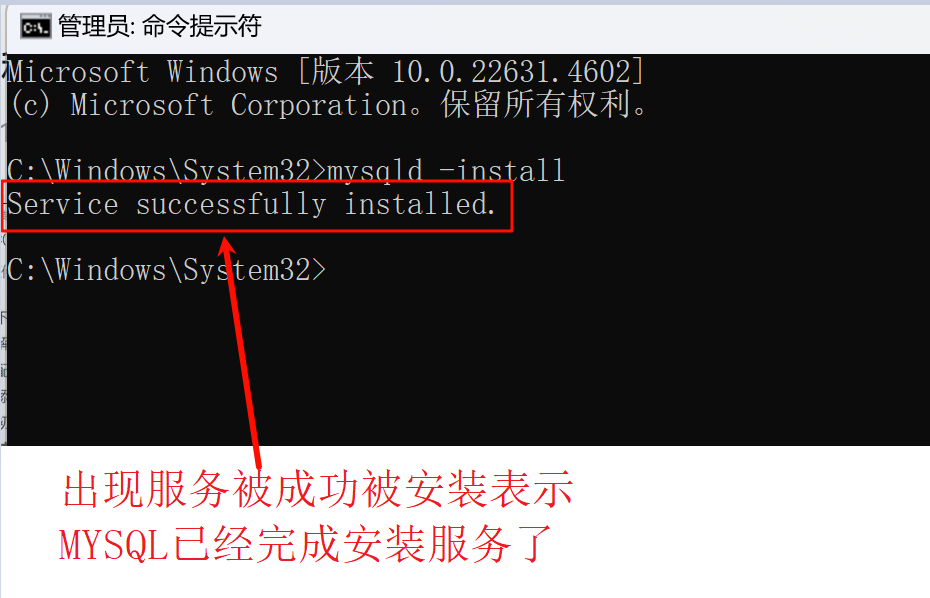 管理员: 命令提示符
Microsoft Windows [版本 10.0.22631.4602]
(c) Microsoft Corporation。保留所有权利。
C:\Windows\System32>mysqld -install
Service successfully installed.
C:\Windows\System32>
出现服务被成功被安装表示
MYSQL已经完成安装服务了